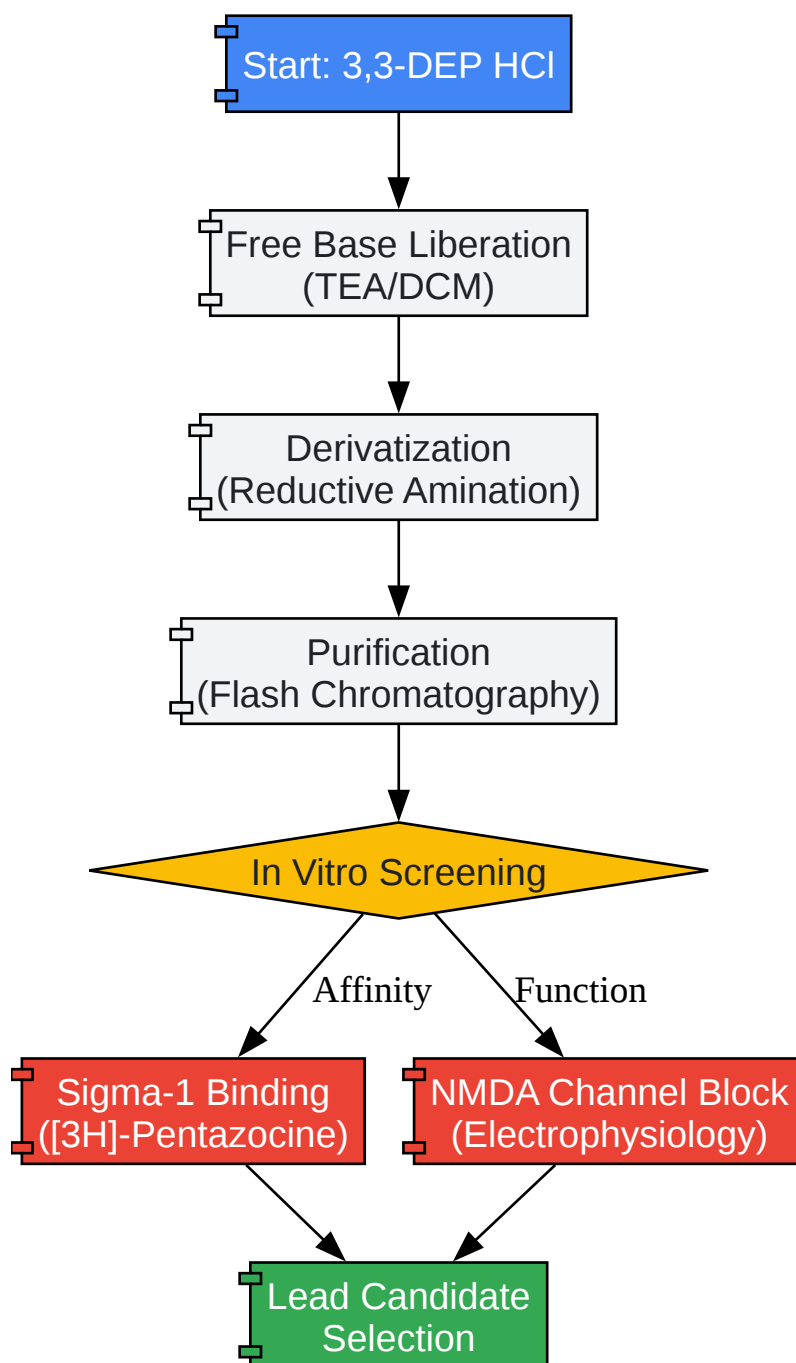 Start: 3,3-DEP HCl
Free Base Liberation
(TEA/DCM)
Derivatization
(Reductive Amination)
Purification
(Flash Chromatography)
In Vitro Screening
Affinity
Function
Sigma-1 Binding
([3H]-Pentazocine)
NMDA Channel Block
(Electrophysiology)
Lead Candidate
Selection